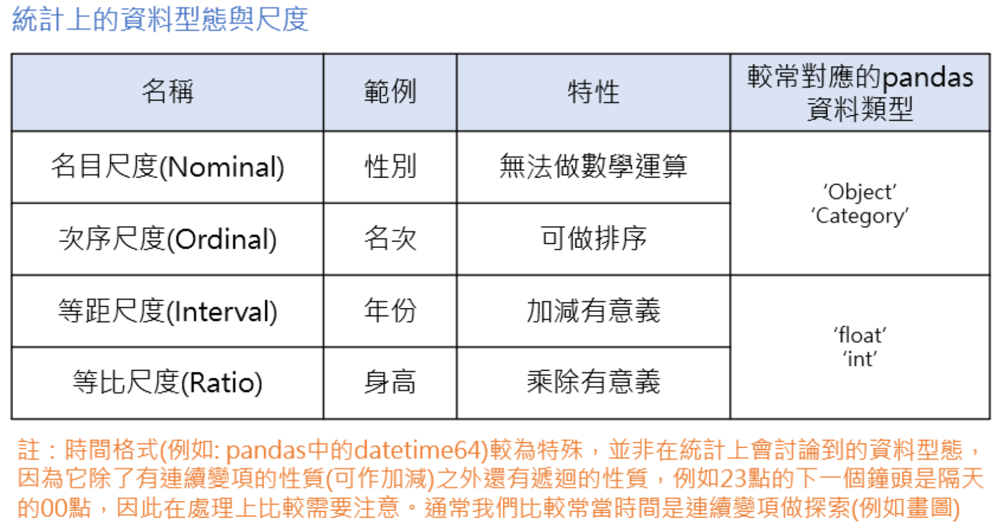 統計上的資料型態與尺度
名稱 範例 特性 較常對應的pandas
資料類型
名目尺度(Nominal) 性別 無法做數學運算
'Object'
'Category'
次序尺度(Ordinal) 名次 可做排序
等距尺度(Interval) 年份 加減有意義
'float'
'int'
等比尺度(Ratio) 身高 乘除有意義
註：時間格式(例如: pandas中的datetime64)較為特殊，並非在統計上會討論到的資料型態，
因為它除了有連續變項的性質(可作加減)之外還有遞迴的性質，例如23點的下一個鐘頭是隔天
的00點，因此在處理上比較需要注意。通常我們比較常當時間是連續變項做探索(例如畫圖)